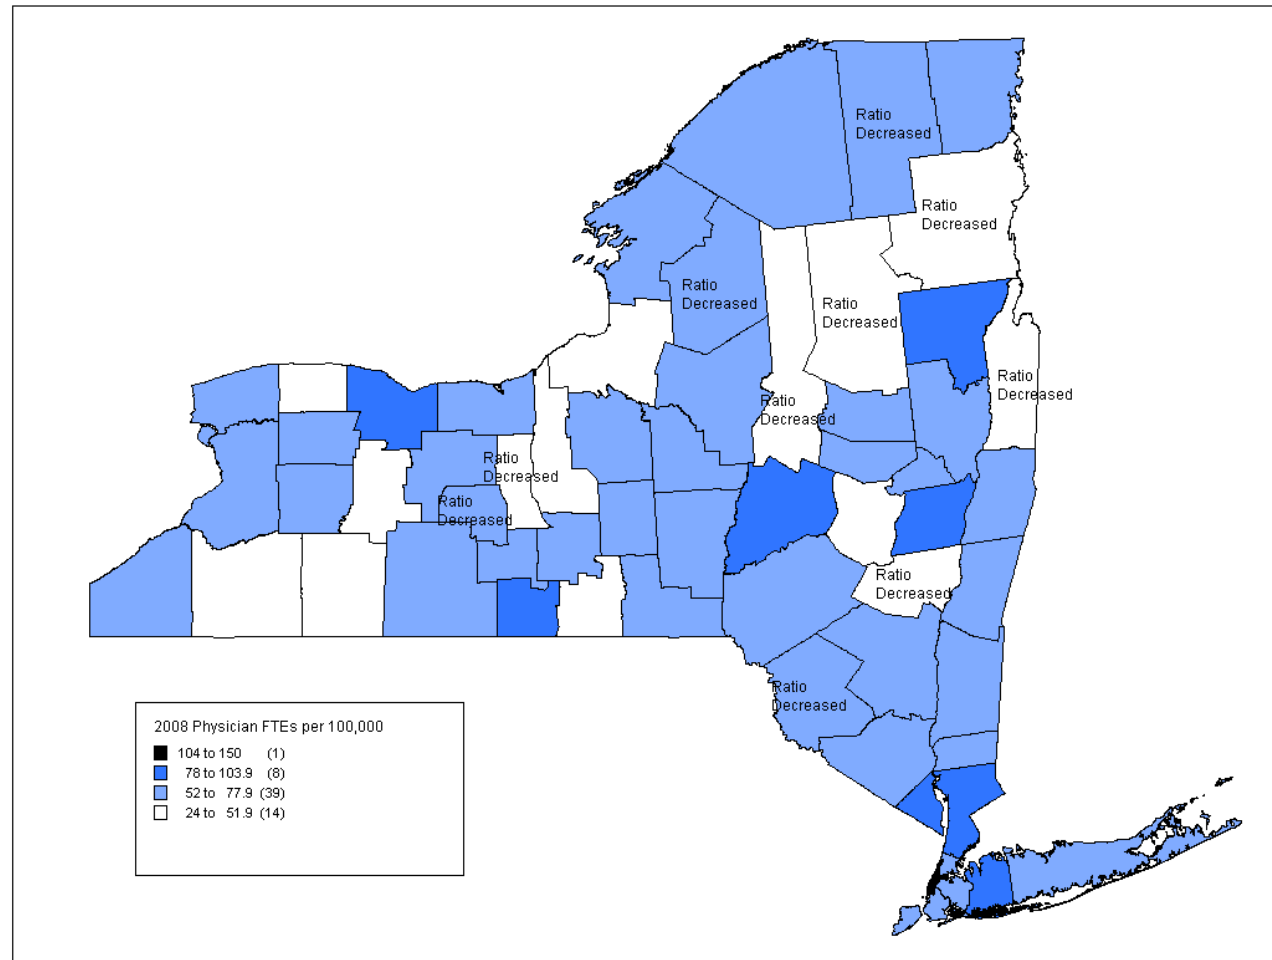 Ratio
Decreased
Ratio
Decreased
Ratio
Decreased
Ratio
Decreased
Ratio
Decreased
Ratio
Decreased
Ratio
Decreased
Ratio
Decreased
Ratio
Decreased
Ratio
Decreased
2008 Physician FTEs per 100,000
104 to 150 (1)
78 to 103.9 (8)
52 to 77.9 (39)
24 to 51.9 (14)